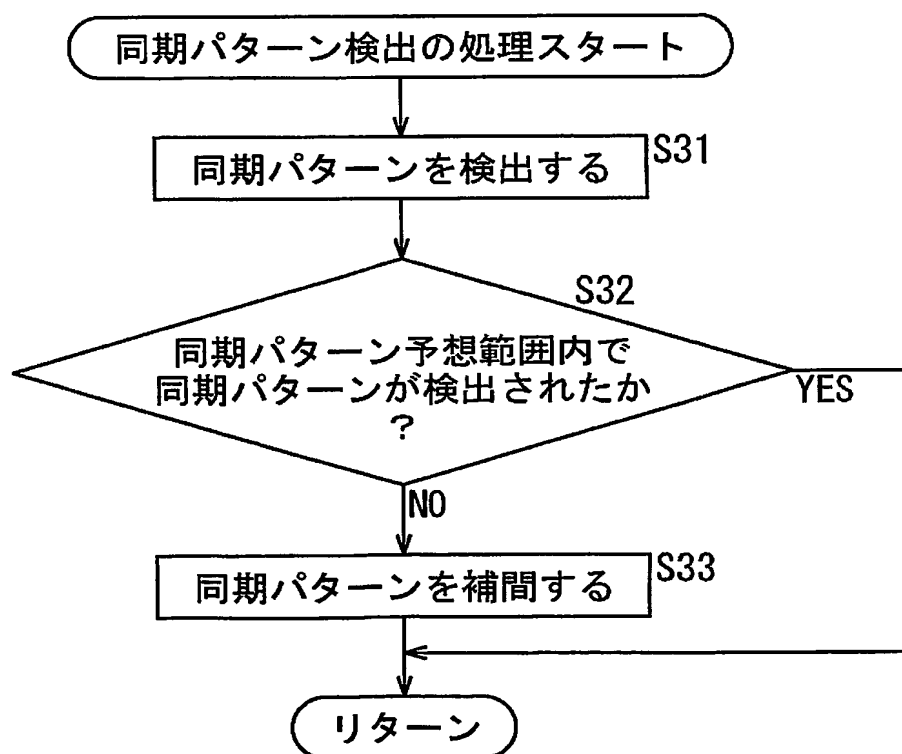 同期パターン検出の処理スタート
同期パターンを検出する
S31
S32
同期パターン予想範囲内で
同期パターンが検出されたか
？
YES
NO
同期パターンを補間する
S33
リターン